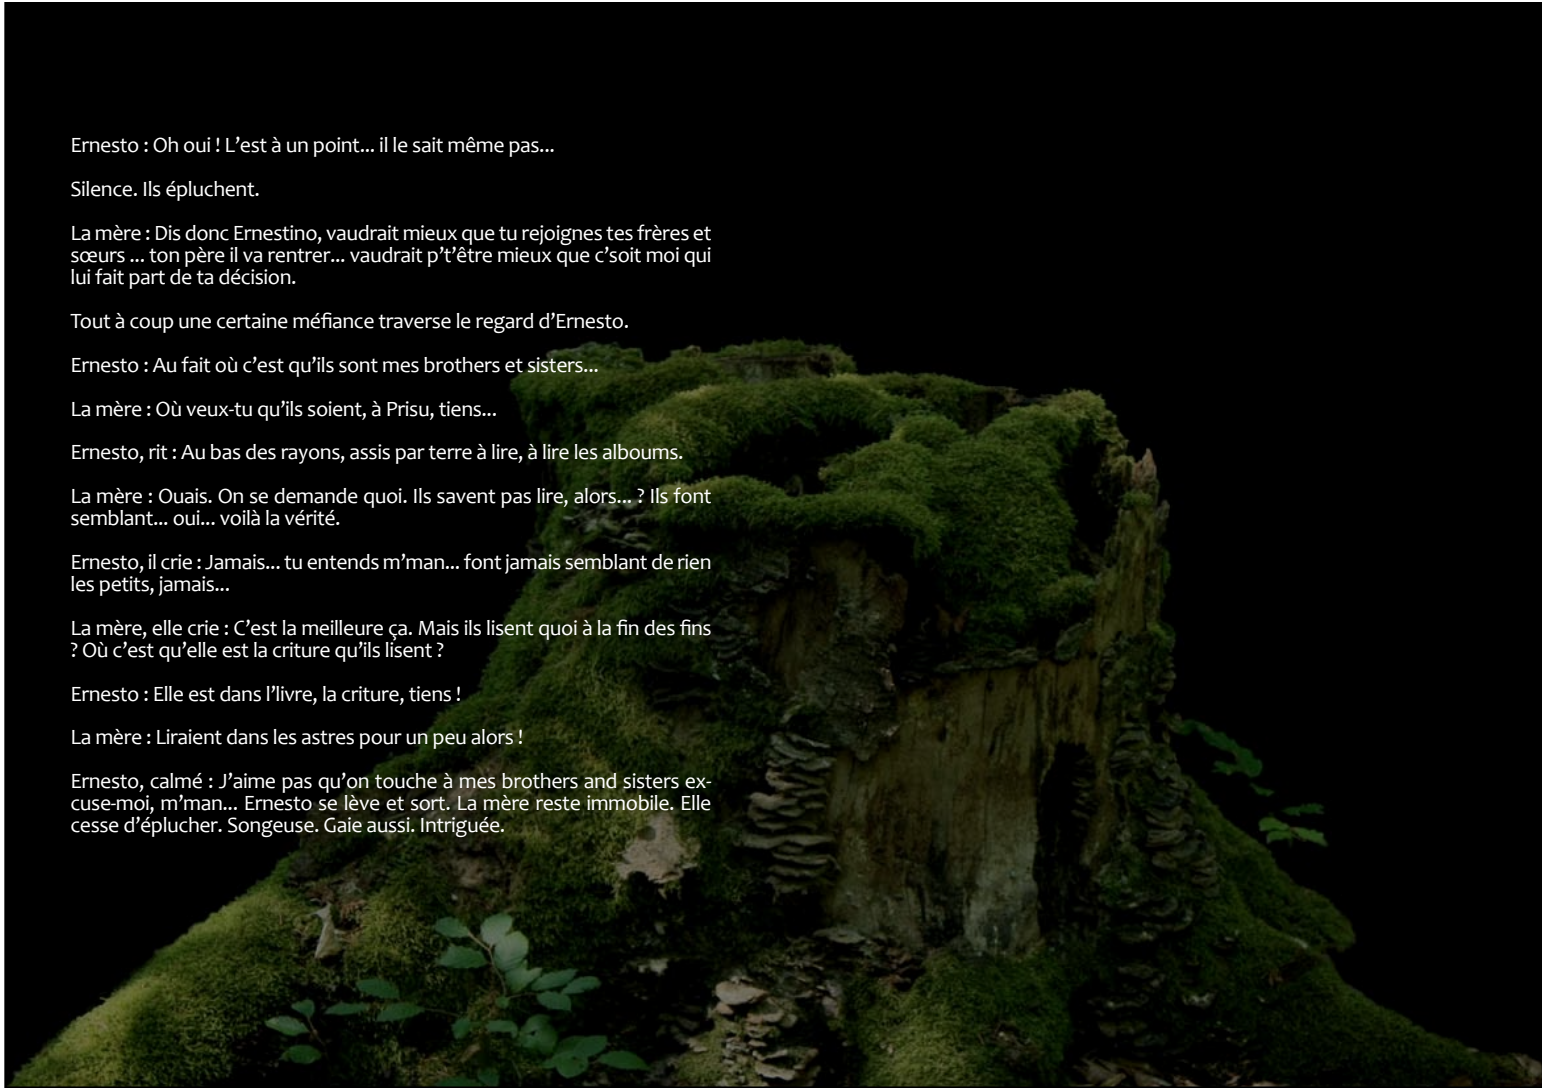 Ernesto : Oh oui ! L’est à un point... il le sait même pas...
Silence. Ils épluchent.
La mère : Dis donc Ernestino, vaudrait mieux que tu rejoignes tes frères et
sœurs ... ton père il va rentrer... vaudrait p’t’être mieux que c’soit moi qui
lui fait part de ta décision.
Tout à coup une certaine méfiance traverse le regard d’Ernesto.
Ernesto : Au fait où c’est qu’ils sont mes brothers et sisters...
La mère : Où veux-tu qu’ils soient, à Prisu, tiens...
Ernesto, rit : Au bas des rayons, assis par terre à lire, à lire les alboums.
La mère : Ouais. On se demande quoi. Ils savent pas lire, alors... ? Ils font
semblant... oui... voilà la vérité.
Ernesto, il crie : Jamais... tu entends m’man... font jamais semblant de rien
les petits, jamais...
La mère, elle crie : C’est la meilleure ça. Mais ils lisent quoi à la fin des fins
? Où c’est qu’elle est la criture qu’ils lisent ?
Ernesto : Elle est dans l’livre, la criture, tiens !
La mère : Liraient dans les astres pour un peu alors !
Ernesto, calmé : J’aime pas qu’on touche à mes brothers and sisters ex-
cuse-moi, m’man... Ernesto se lève et sort. La mère reste immobile. Elle
cesse d’éplucher. Songeuse. Gaie aussi. Intriguée.